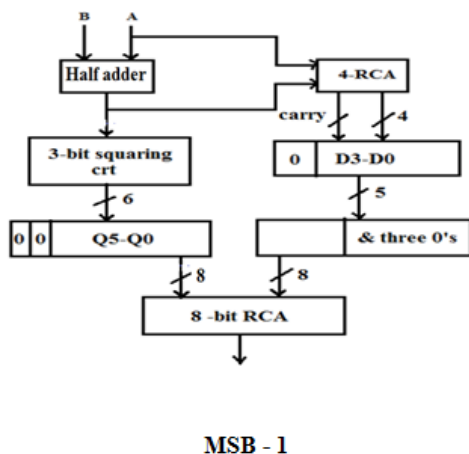 B A
Half adder
4-RCA
carry 4
3-bit squaring
crt
0 D3-D0
6
5
0 0 Q5-Q0
& three 0's
8 8
8 -bit RCA
MSB - 1